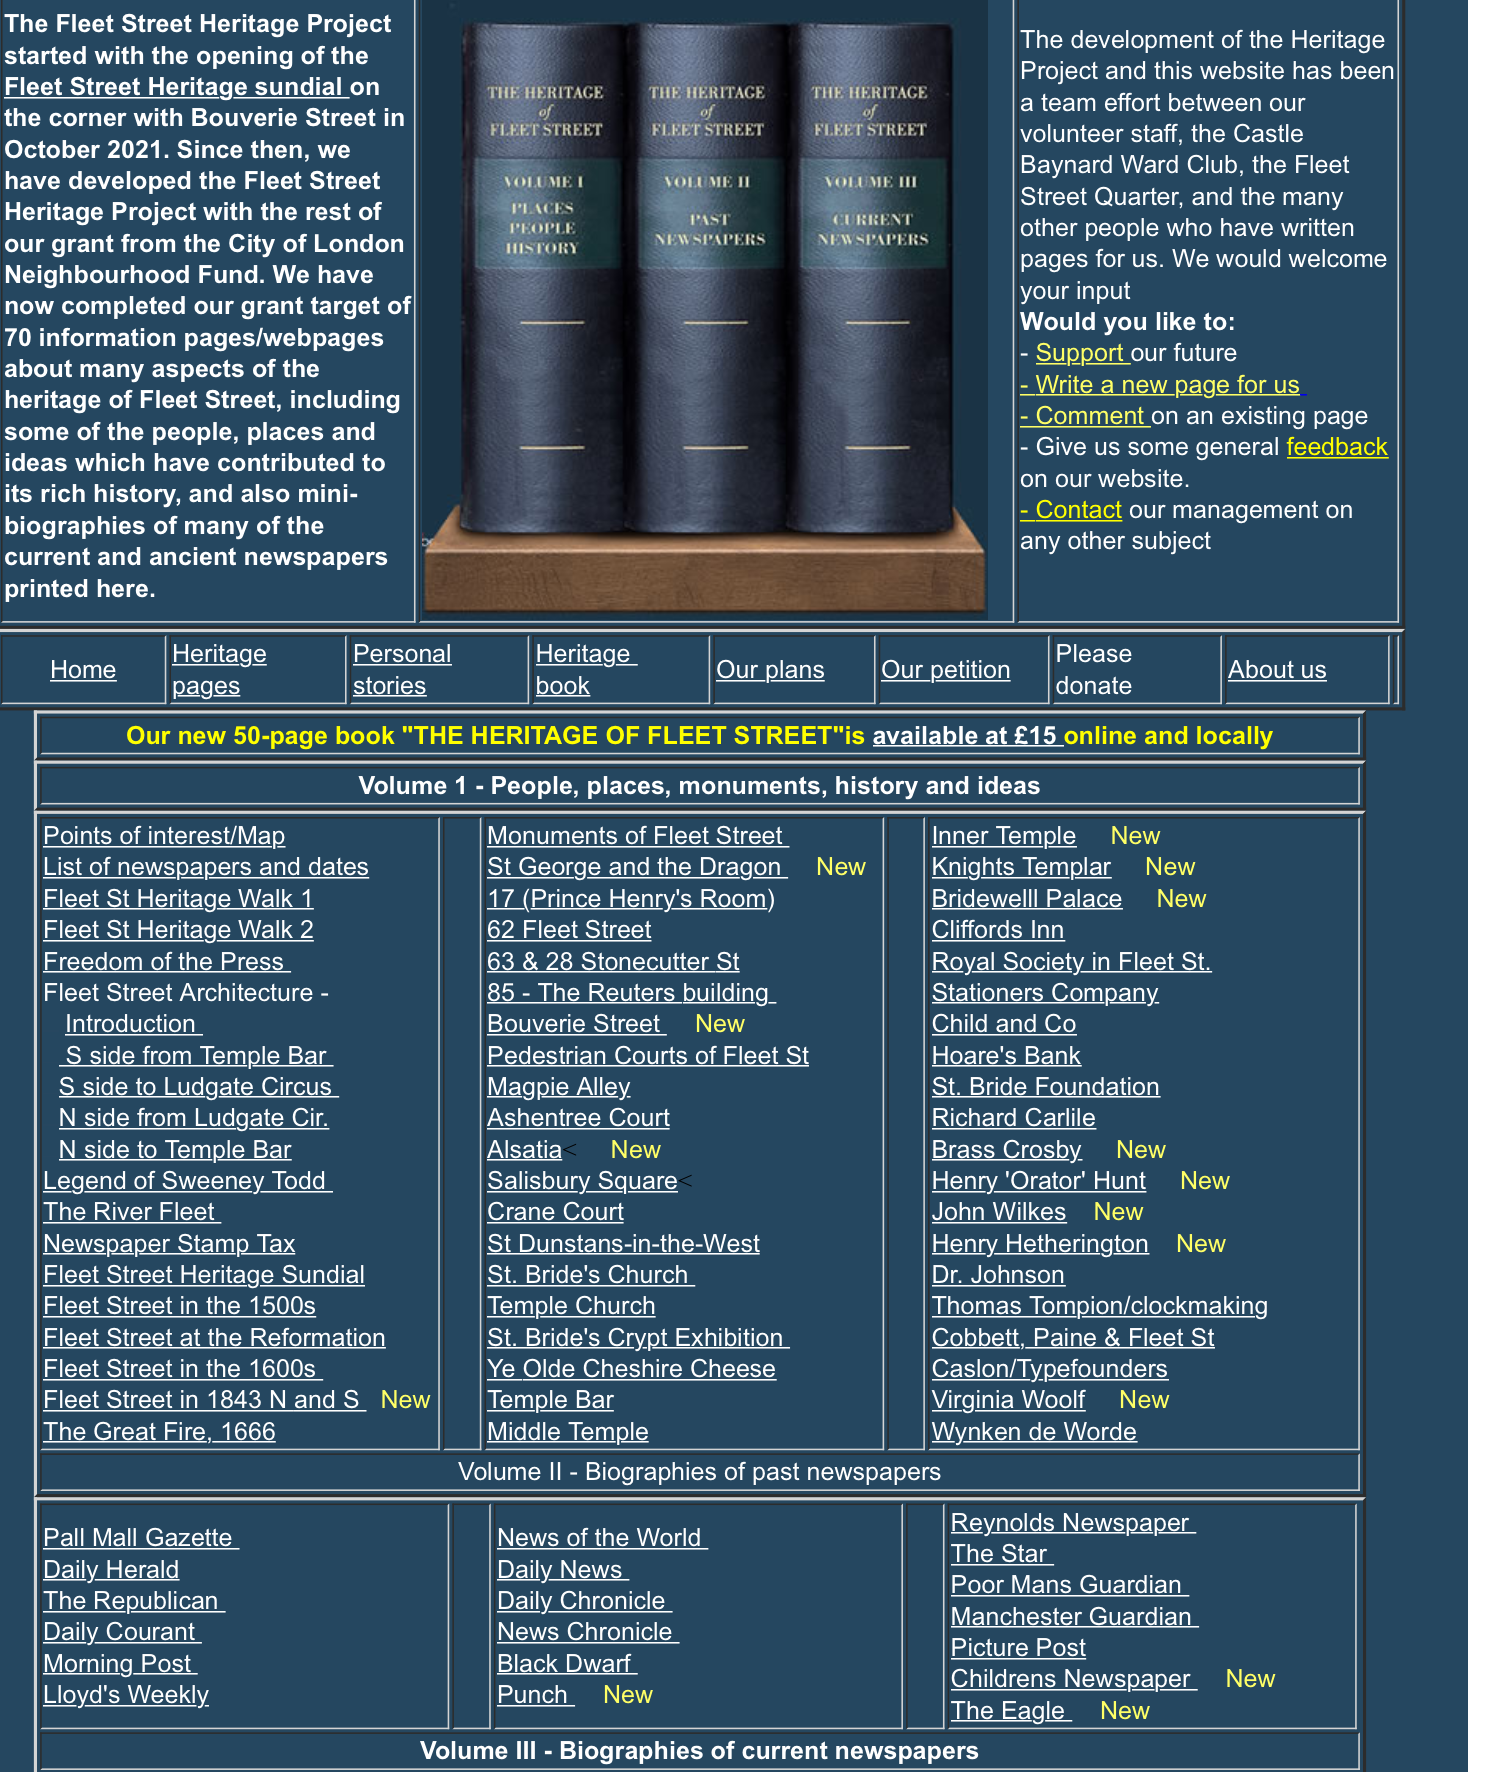 The Fleet Street Heritage Project
started with the opening of the
Fleet Street Heritage sundial on
the corner with Bouverie Street in
October 2021. Since then, we
have developed the Fleet Street
Heritage Project with the rest of
our grant from the City of London
Neighbourhood Fund. We have
now completed our grant target of
70 information pages/webpages
about many aspects of the
heritage of Fleet Street, including
some of the people, places and
ideas which have contributed to
its rich history, and also mini-
biographies of many of the
current and ancient newspapers
printed here.
THE HERITAGE
of
FLEET STREET
VOLUME I
PLACES
PEOPLE
HISTORY
THE HERITAGE
of
FLEET STREET
VOLUME II
PAST
NEWSPAPERS
THE HERITAGE
of
FLEET STREET
VOLUME III
CURRENT
NEWSPAPERS
The development of the Heritage
Project and this website has been
a team effort between our
volunteer staff, the Castle
Baynard Ward Club, the Fleet
Street Quarter, and the many
other people who have written
pages for us. We would welcome
your input
Would you like to:
- Support our future
- Write a new page for us
- Comment on an existing page
- Give us some general feedback
on our website.
- Contact our management on
any other subject
Home
Heritage
pages
Personal
stories
Heritage
book
Our plans
Our petition
Please
donate
About us
Our new 50-page book "THE HERITAGE OF FLEET STREET"is available at £15 online and locally
Volume 1 - People, places, monuments, history and ideas
Points of interest/Map
List of newspapers and dates
Fleet St Heritage Walk 1
Fleet St Heritage Walk 2
Freedom of the Press
Fleet Street Architecture -
Introduction
S side from Temple Bar
S side to Ludgate Circus
N side from Ludgate Cir.
N side to Temple Bar
Legend of Sweeney Todd
The River Fleet
Newspaper Stamp Tax
Fleet Street Heritage Sundial
Fleet Street in the 1500s
Fleet Street at the Reformation
Fleet Street in the 1600s
Fleet Street in 1843 N and S New
The Great Fire, 1666
Monuments of Fleet Street
St George and the Dragon New
17 (Prince Henry's Room)
62 Fleet Street
63 & 28 Stonecutter St
85 - The Reuters building
Bouverie Street New
Pedestrian Courts of Fleet St
Magpie Alley
Ashentree Court
Alsatia< New
Salisbury Square<
Crane Court
St Dunstans-in-the-West
St. Bride's Church
Temple Church
St. Bride's Crypt Exhibition
Ye Olde Cheshire Cheese
Temple Bar
Middle Temple
Inner Temple New
Knights Templar New
Bridewelll Palace New
Cliffords Inn
Royal Society in Fleet St.
Stationers Company
Child and Co
Hoare's Bank
St. Bride Foundation
Richard Carlile
Brass Crosby New
Henry 'Orator' Hunt New
John Wilkes New
Henry Hetherington New
Dr. Johnson
Thomas Tompion/clockmaking
Cobbett, Paine & Fleet St
Caslon/Typefounders
Virginia Woolf New
Wynken de Worde
Volume II - Biographies of past newspapers
Pall Mall Gazette
Daily Herald
The Republican
Daily Courant
Morning Post
Lloyd's Weekly
News of the World
Daily News
Daily Chronicle
News Chronicle
Black Dwarf
Punch New
Reynolds Newspaper
The Star
Poor Mans Guardian
Manchester Guardian
Picture Post
Childrens Newspaper New
The Eagle New
Volume III - Biographies of current newspapers